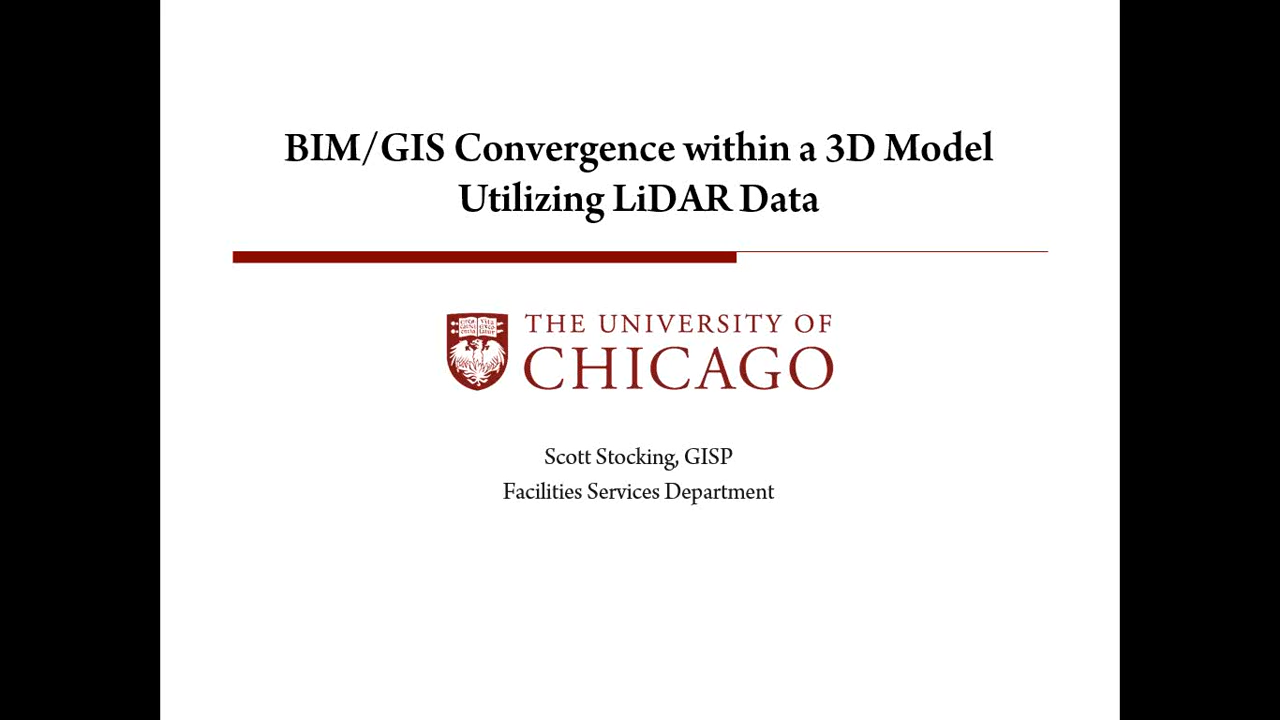 BIM/GIS Convergence within a 3D Model
Utilizing LiDAR Data
THE UNIVERSITY OF
CHICAGO
Scott Stocking, GISP
Facilities Services Department